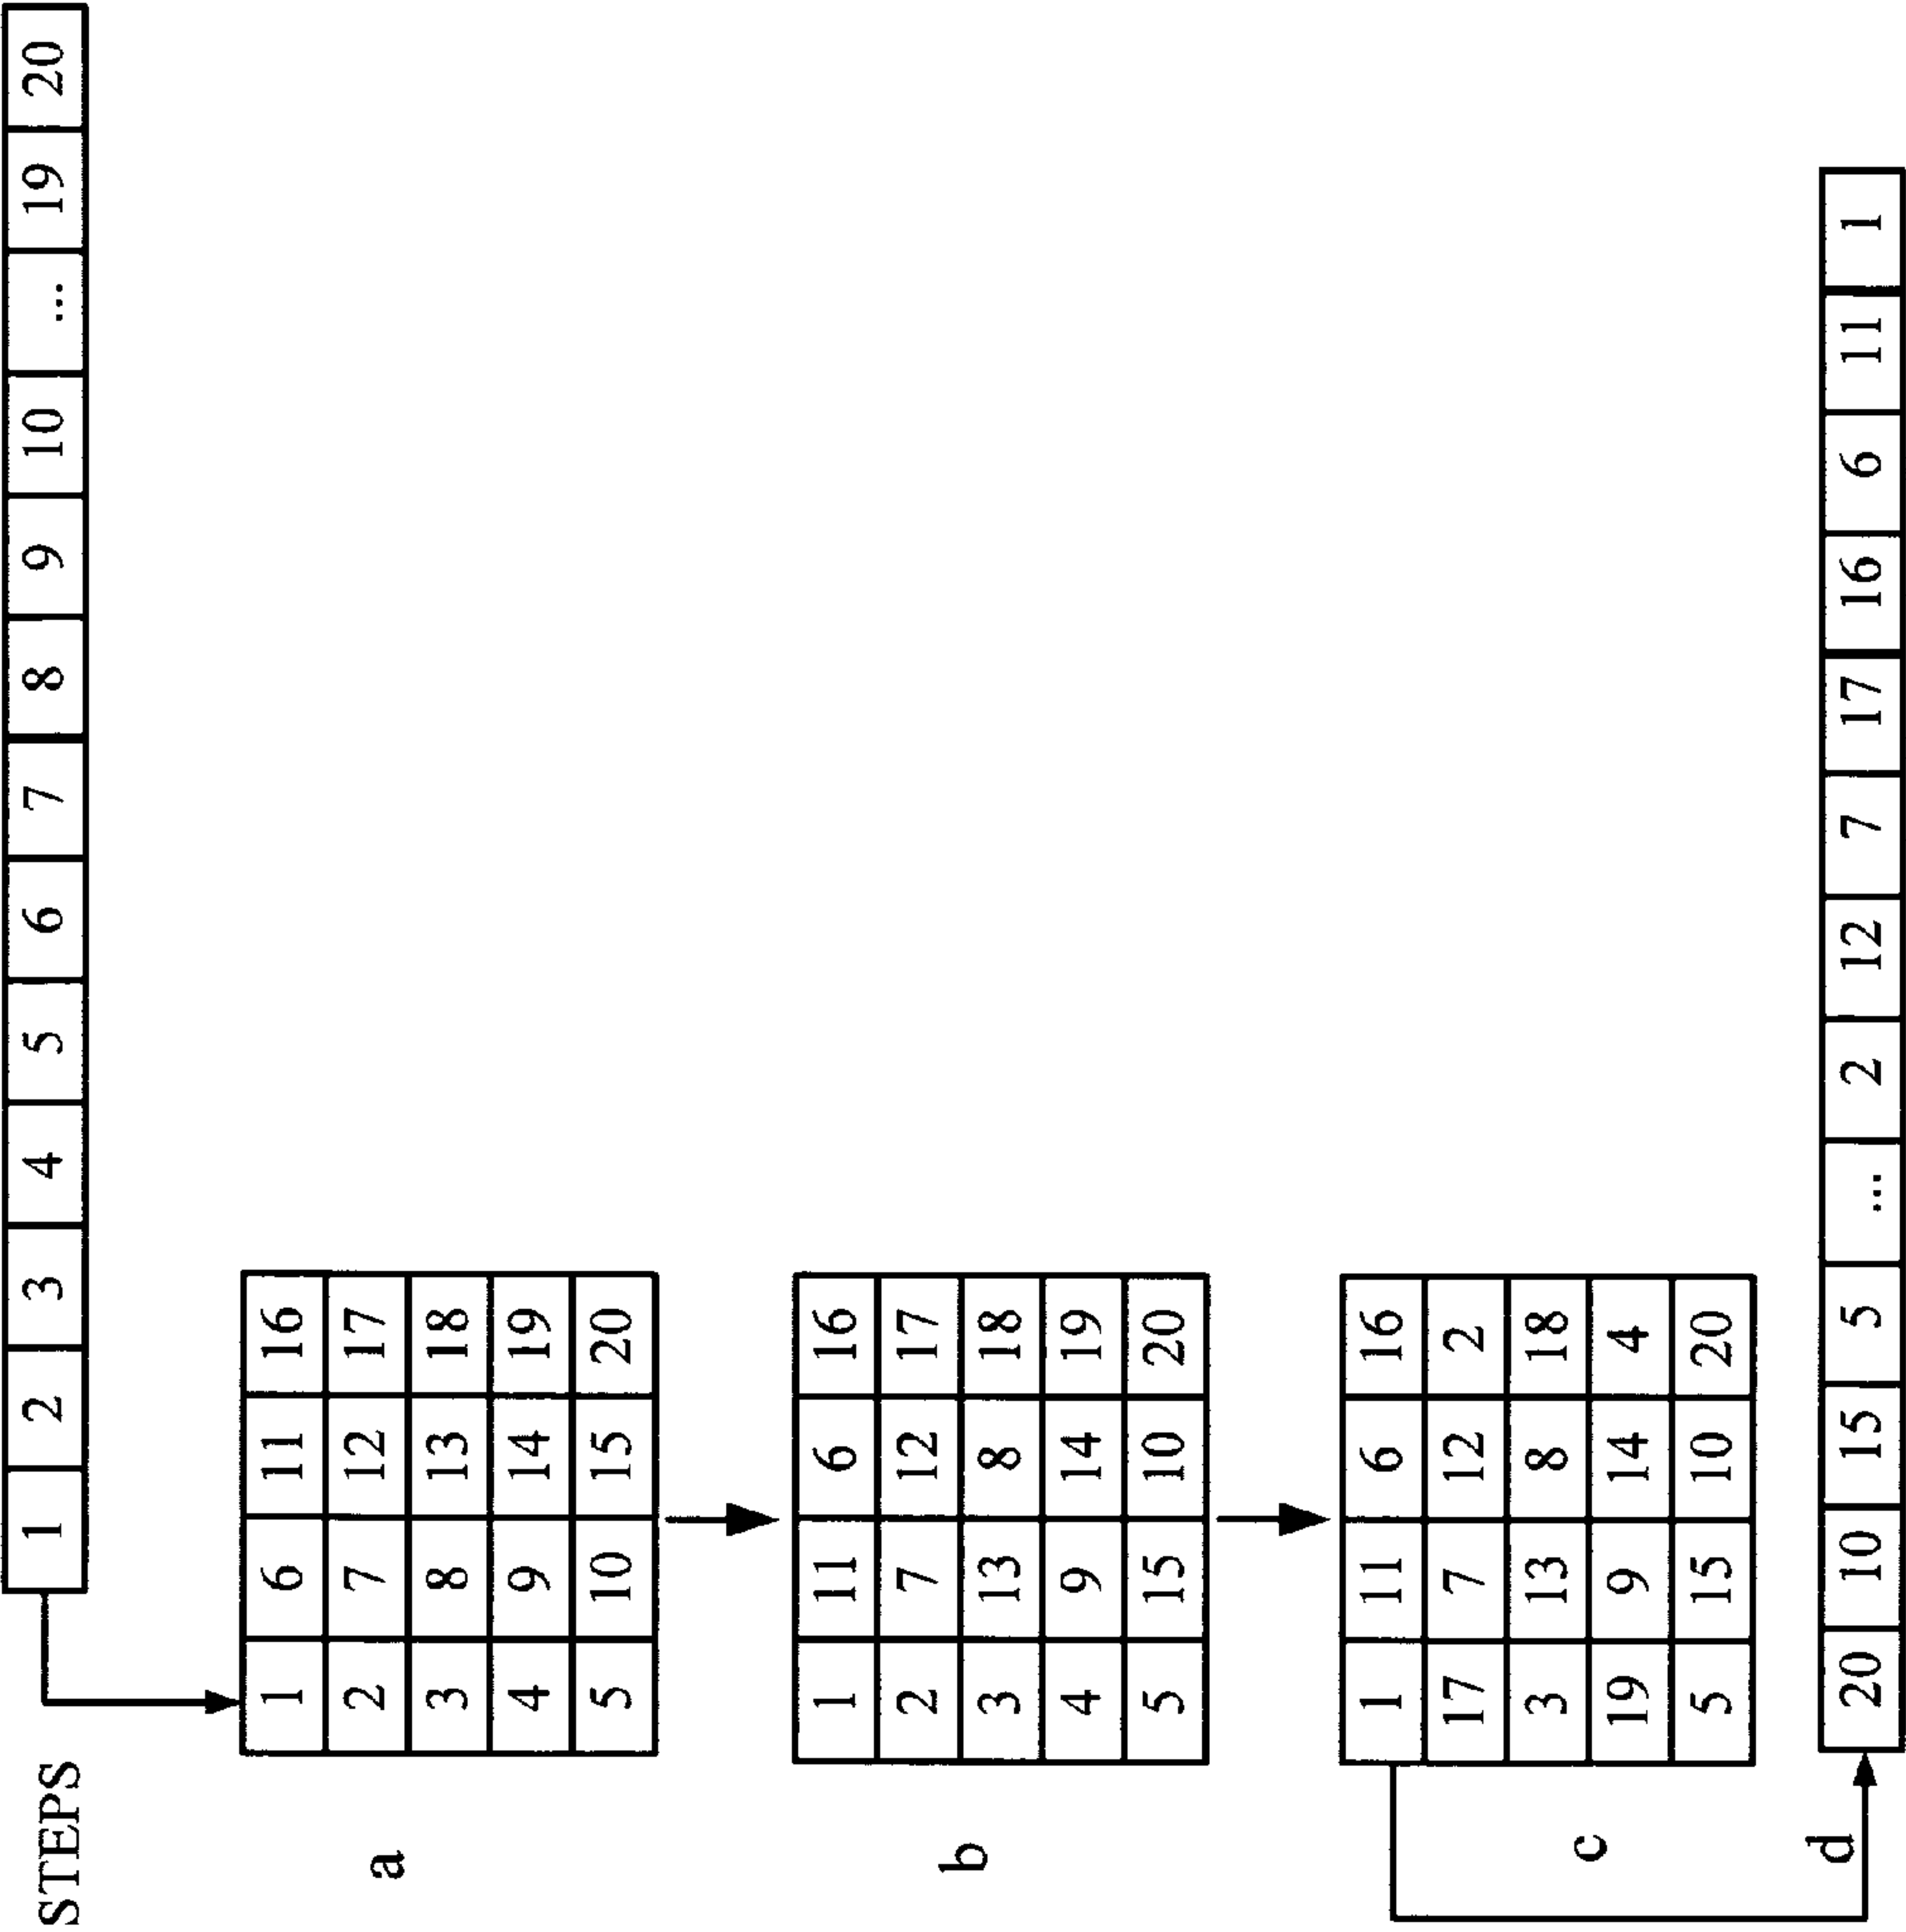 STEPS 1 2 3 4 5 6 7 8 9 10 ... 19 20
a
1 6 11 16
2 7 12 17
3 8 13 18
4 9 14 19
5 10 15 20
b
1 11 6 16
2 7 12 17
3 13 8 18
4 9 14 19
5 15 10 20
c
1 11 6 16
17 7 12 2
3 13 8 18
19 9 14 4
5 15 10 20
d
20 10 15 5 ... 2 12 7 17 16 6 11 1